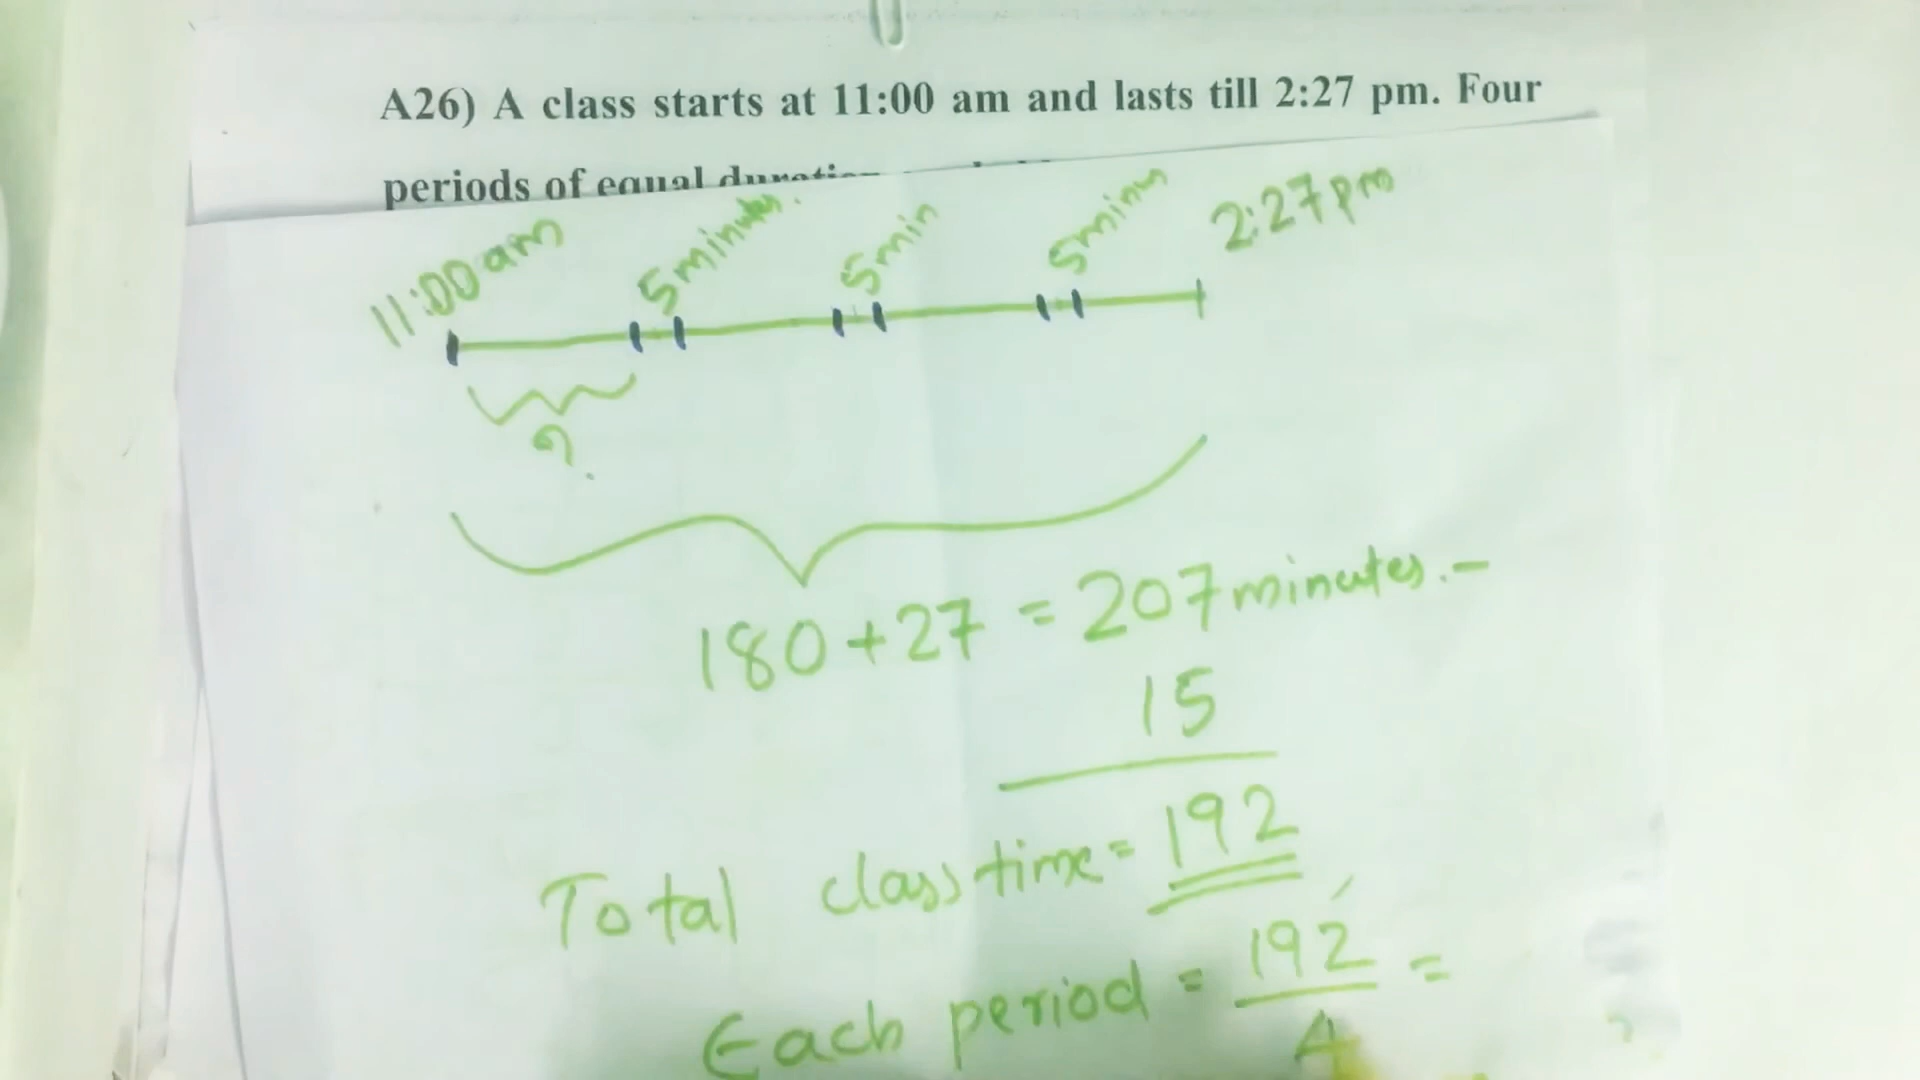 A26) A class starts at 11:00 am and lasts till 2:27 pm. Four
periods of equal
11:00 am 5 minutes. 5 min 5 mins 2:27 pm
?
180 + 27 = 207 minutes. -
15
Total class time = 192
Each period = 192 =
4